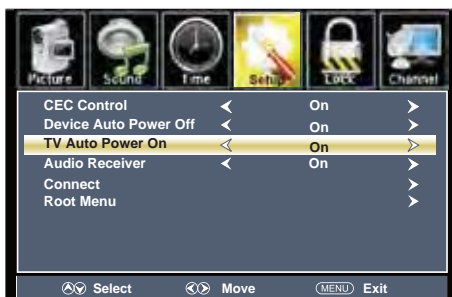 Picture Sound Time Setup Lock Channel
CEC Control On
Device Auto Power Off On
TV Auto Power On On
Audio Receiver On
Connect
Root Menu
Select Move MENU Exit